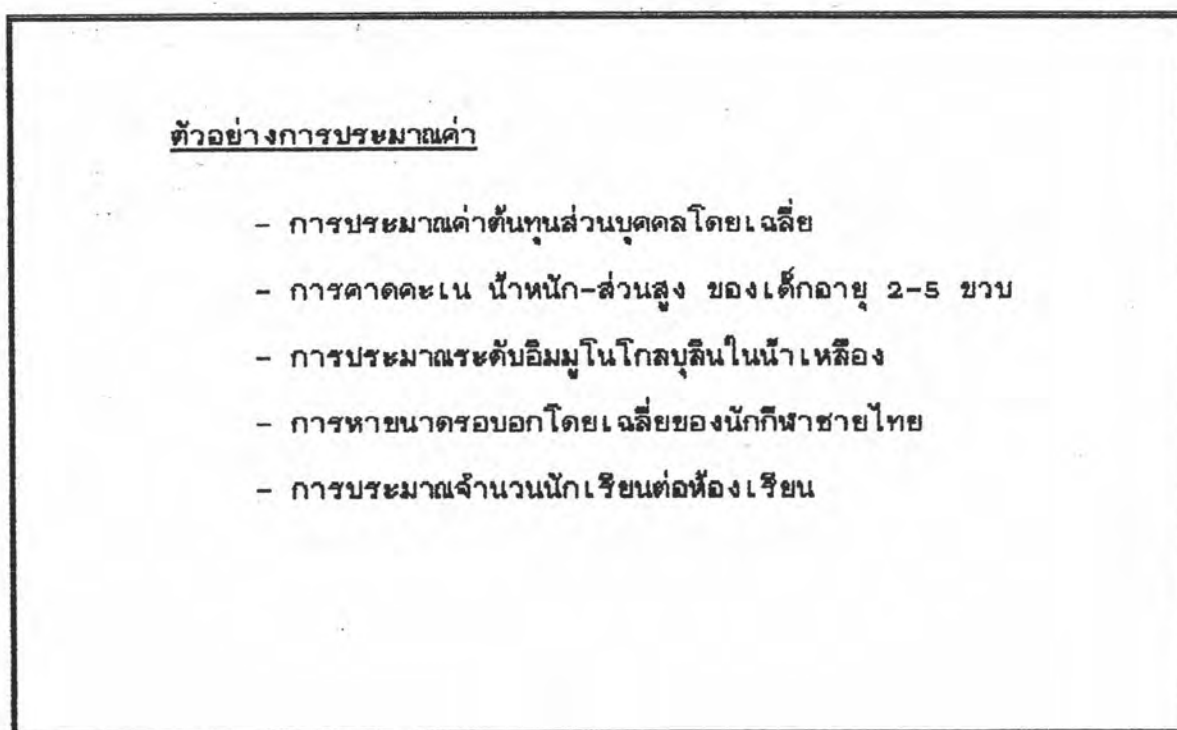 ตัวอย่างการประมาณค่า
- การประมาณค่าต้นทุนส่วนบุคคลโดยเฉลี่ย
- การคาดคะเน น้ำหนัก-ส่วนสูง ของเด็กอายุ 2-5 ขวบ
- การประมาณระดับอิมมูโนโกลบุลินในน้ำเหลือง
- การหาขนาดรอบอกโดยเฉลี่ยของนักกีฬาชายไทย
- การประมาณจำนวนนักเรียนต่อห้องเรียน